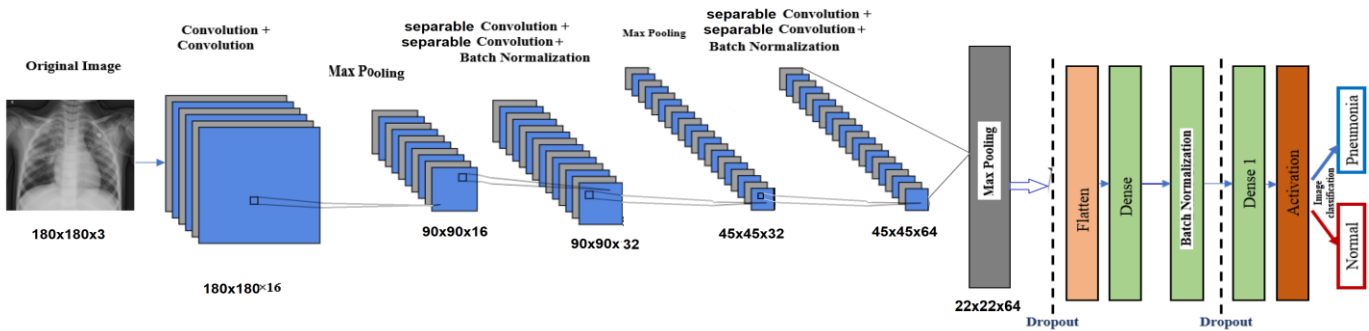 Original Image
180x180x3
Convolution +
Convolution
180x180×16
Max Pooling
90x90x16
separable Convolution +
separable Convolution+
Batch Normalization
90x90x 32
Max Pooling
45x45x32
separable Convolution +
separable Convolution+
Batch Normalization
45x45x64
Max Pooling
22x22x64
Dropout
Flatten
Dense
Batch Normalization
Dropout
Dense 1
Activation
Image
classification
Pneumonia
Normal